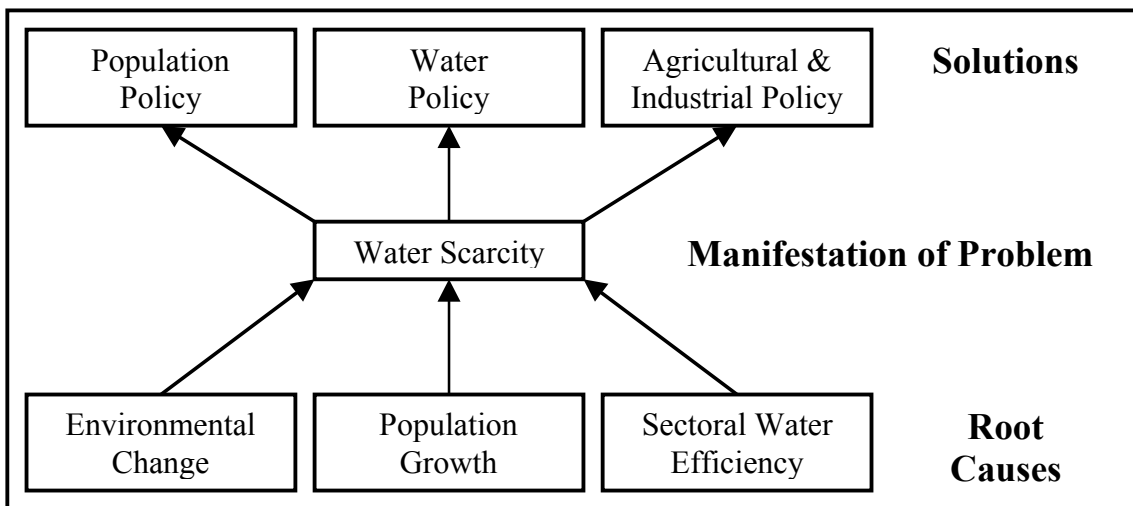 Population
Policy
Water
Policy
Agricultural &
Industrial Policy
Solutions
Water Scarcity
Manifestation of Problem
Environmental
Change
Population
Growth
Sectoral Water
Efficiency
Root
Causes